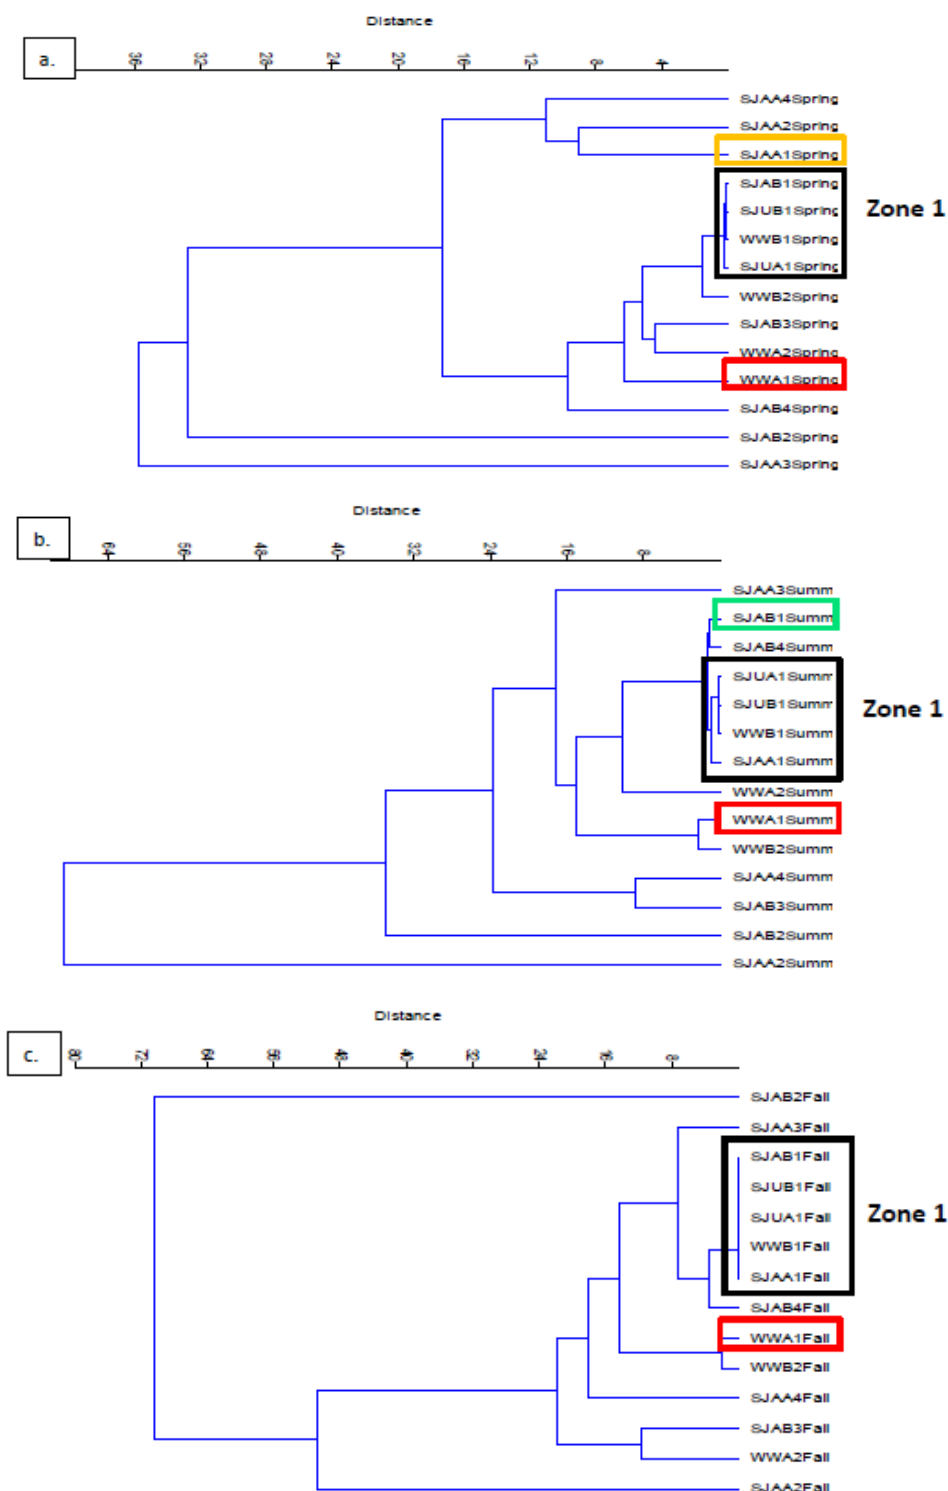 Distance
a.
36 32 28 24 20 16 12 8 4
SJAA4Spring
SJAA2Spring
SJAA1Spring
SJAB1Spring
SJUB1Spring
Zone 1
WWB1Spring
SJUA1Spring
WWB2Spring
SJAB3Spring
WWA2Spring
WWA1Spring
SJAB4Spring
SJAB2Spring
SJAA3Spring
Distance
b.
64 56 48 40 32 24 16 8
SJAA3Summ
SJAB1Summ
SJAB4Summ
SJUA1Summ
SJUB1Summ
Zone 1
WWB1Summ
SJAA1Summ
WWA2Summ
WWA1Summ
WWB2Summ
SJAA4Summ
SJAB3Summ
SJAB2Summ
SJAA2Summ
Distance
c.
80 72 64 56 48 40 32 24 16 8
SJAB2Fall
SJAA3Fall
SJAB1Fall
SJUB1Fall
SJUA1Fall
Zone 1
WWB1Fall
SJAA1Fall
SJAB4Fall
WWA1Fall
WWB2Fall
SJAA4Fall
SJAB3Fall
WWA2Fall
SJAA2Fall